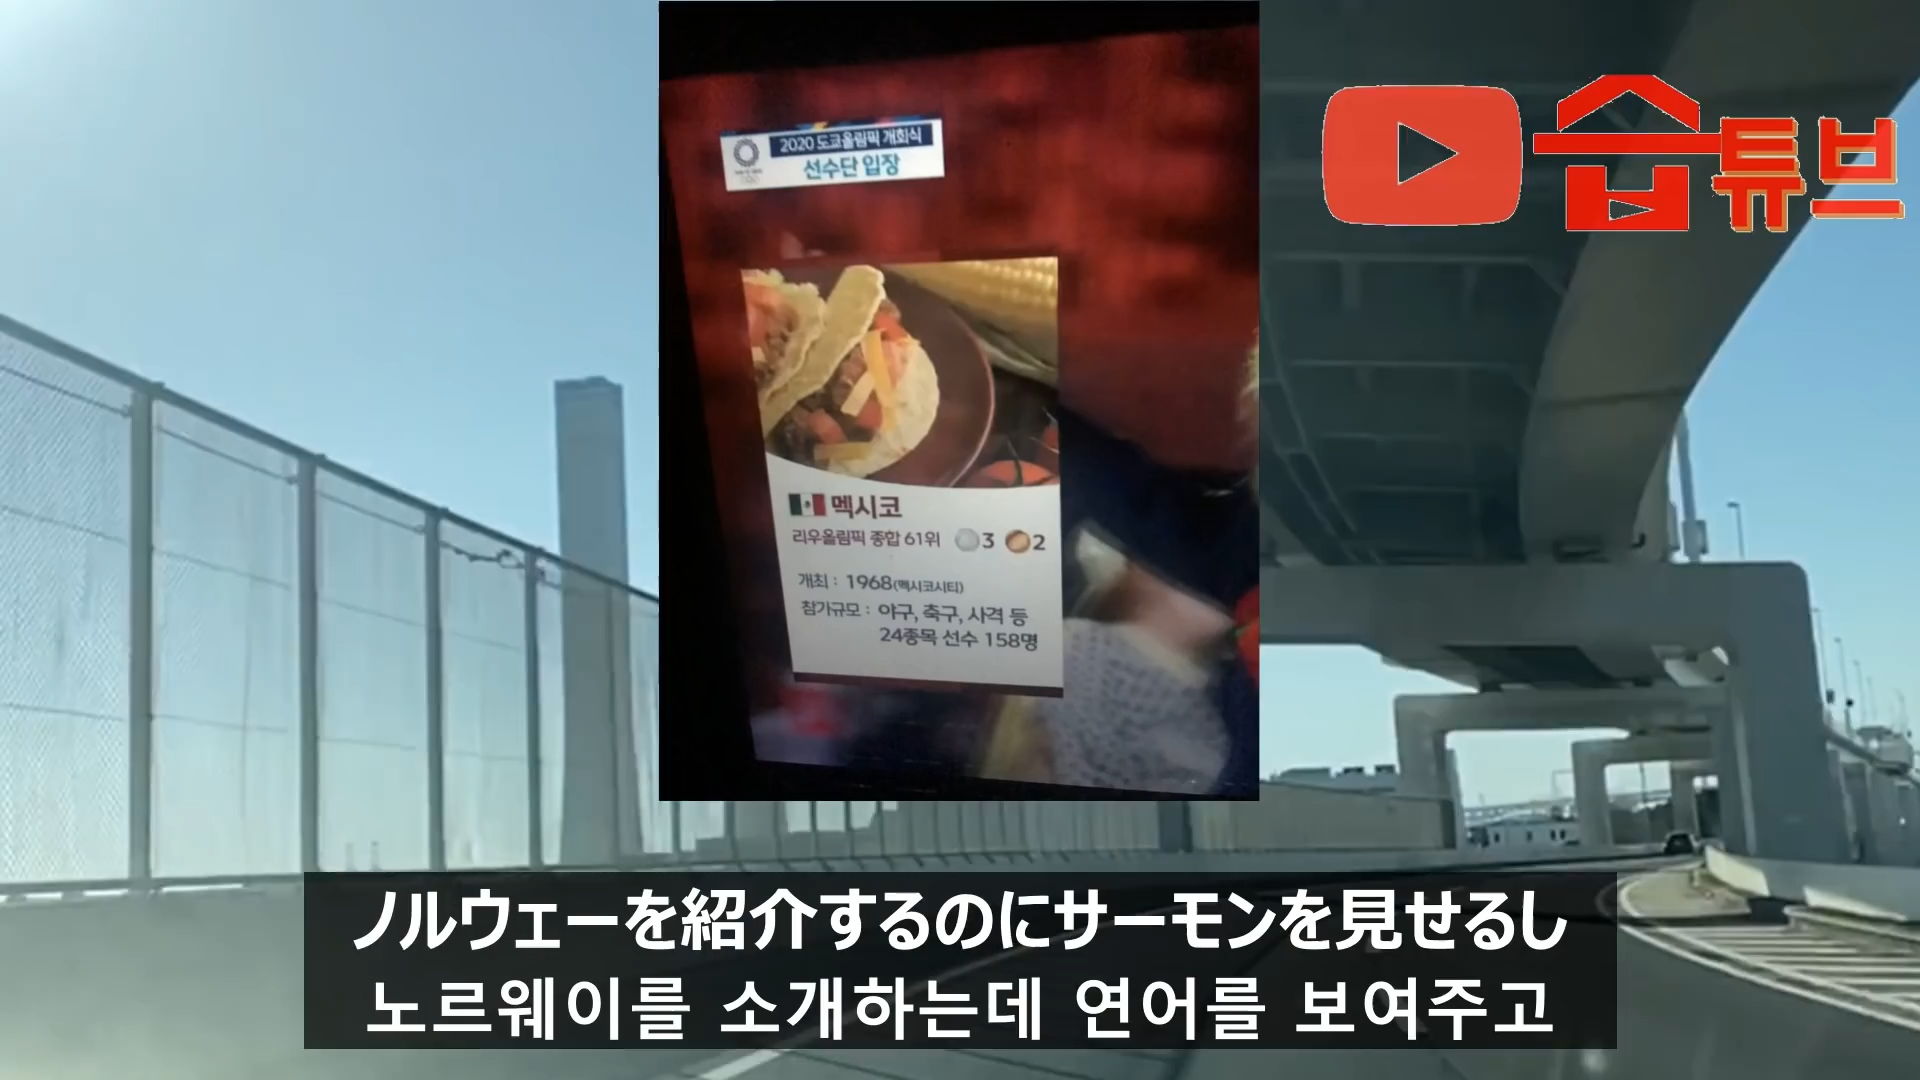 2020 도쿄올림픽 개회식
선수단 입장
숩튜브
멕시코
리우올림픽 종합 61위 3 2
개최 : 1968(멕시코시티)
참가규모 : 야구, 축구, 사격 등
24종목 선수 158명
ノルウェーを紹介するのにサーモンを見せるし
노르웨이를 소개하는데 연어를 보여주고